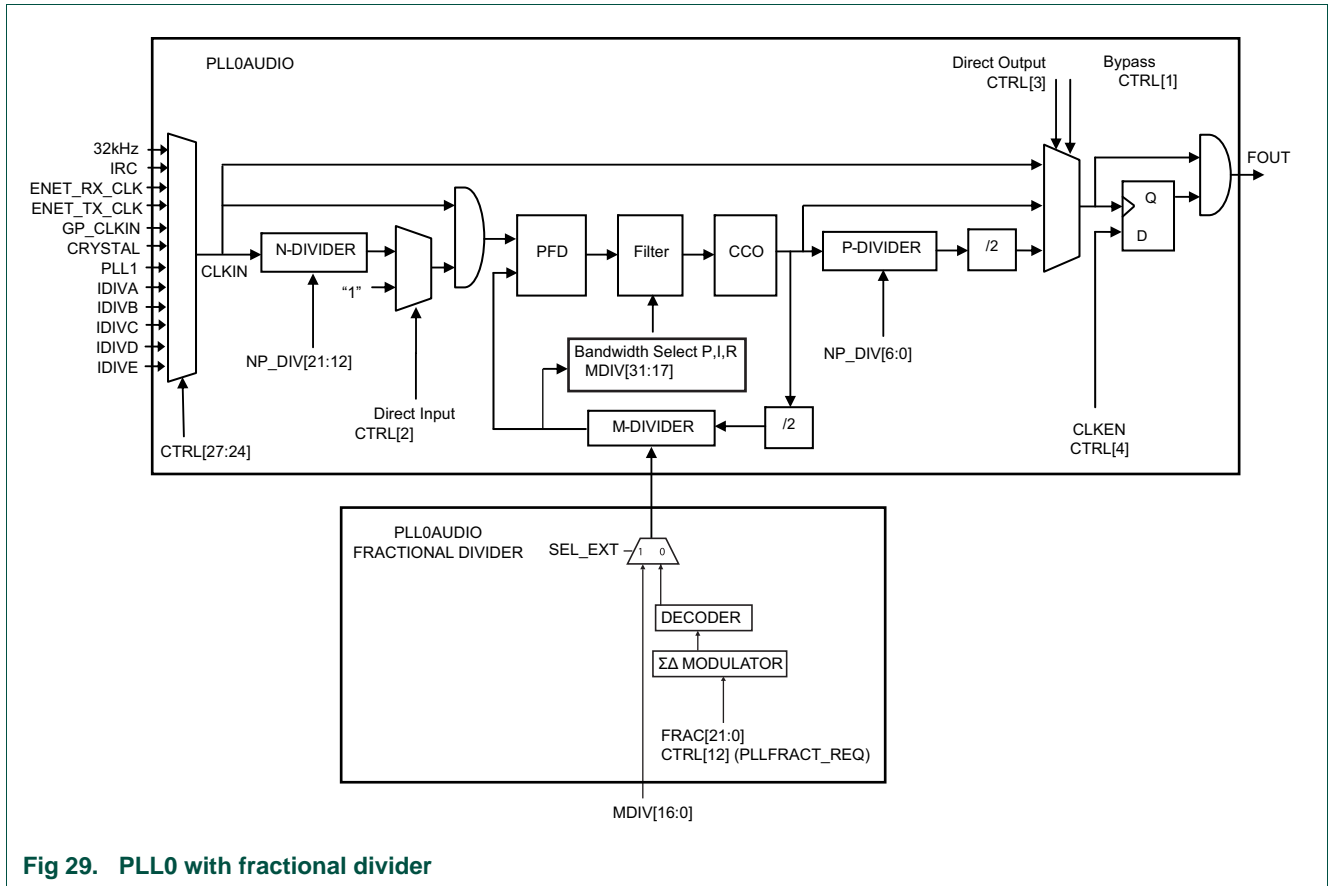 PLL0AUDIO
Direct Output
CTRL[3]
Bypass
CTRL[1]
32kHz
IRC
ENET_RX_CLK
ENET_TX_CLK
GP_CLKIN
CRYSTAL
PLL1
IDIVA
IDIVB
IDIVC
IDIVD
IDIVE
CLKIN
N-DIVIDER
“1”
NP_DIV[21:12]
Direct Input
CTRL[2]
CTRL[27:24]
PFD
Filter
CCO
P-DIVIDER
/2
NP_DIV[6:0]
Bandwidth Select P,I,R
MDIV[31:17]
M-DIVIDER
/2
Q
D
FOUT
CLKEN
CTRL[4]
PLL0AUDIO
FRACTIONAL DIVIDER
SEL_EXT
1 0
DECODER
ΣΔ MODULATOR
FRAC[21:0]
CTRL[12] (PLLFRACT_REQ)
MDIV[16:0]
Fig 29. PLL0 with fractional divider